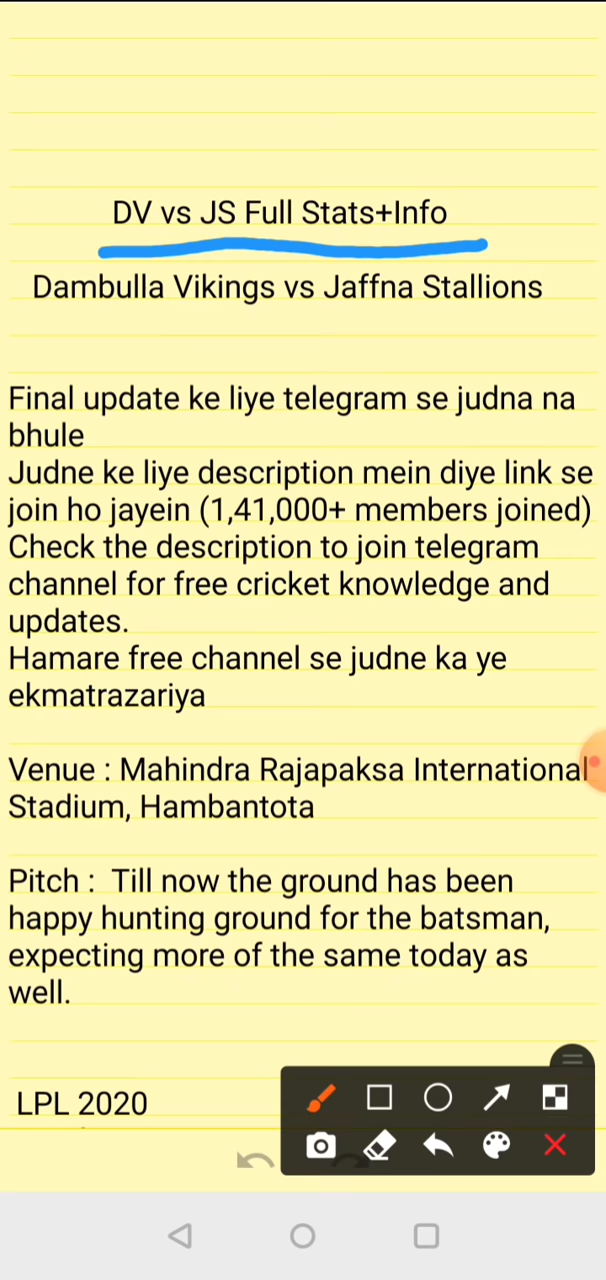 DV vs JS Full Stats+Info
Dambulla Vikings vs Jaffna Stallions
Final update ke liye telegram se judna na
bhule
Judne ke liye description mein diye link se
join ho jayein (1,41,000+ members joined)
Check the description to join telegram
channel for free cricket knowledge and
updates.
Hamare free channel se judne ka ye
ekmatrazariya
Venue : Mahindra Rajapaksa International
Stadium, Hambantota
Pitch :  Till now the ground has been
happy hunting ground for the batsman,
expecting more of the same today as
well.
LPL 2020